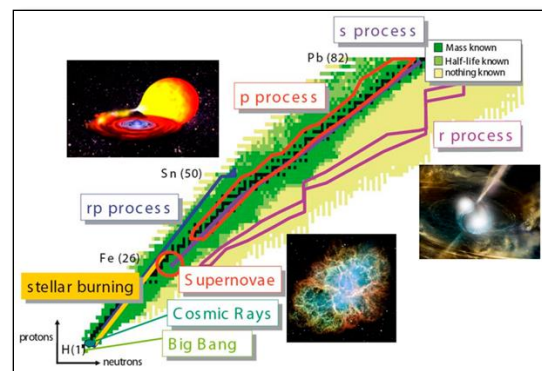 s process
Pb (82)
Mass known
Half-life known
nothing known
p process
r process
Sn (50)
rp process
Fe (26)
stellar burning
Supernovae
Cosmic Rays
protons
H(1)
neutrons
Big Bang